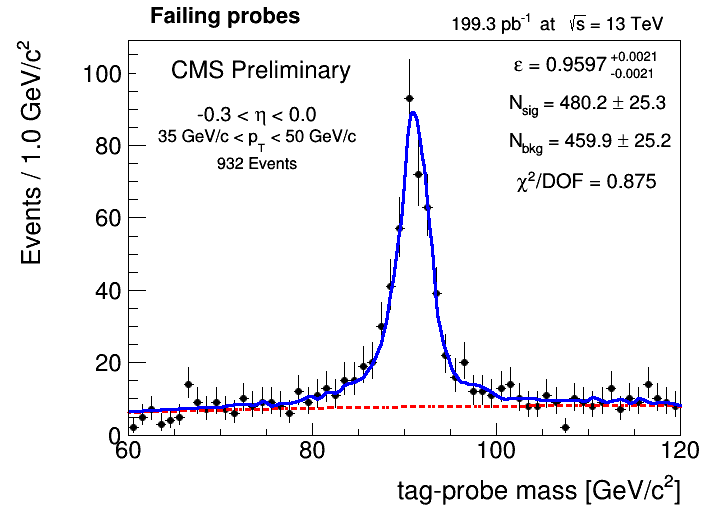 Failing probes
199.3 pb⁻¹ at √s = 13 TeV
CMS Preliminary
-0.3 < η < 0.0
35 GeV/c < p_T < 50 GeV/c
932 Events
ε = 0.9597 +0.0021 -0.0021
N_sig = 480.2 ± 25.3
N_bkg = 459.9 ± 25.2
χ²/DOF = 0.875
Events / 1.0 GeV/c²
100
80
60
40
20
0
60 80 100 120
tag-probe mass [GeV/c²]